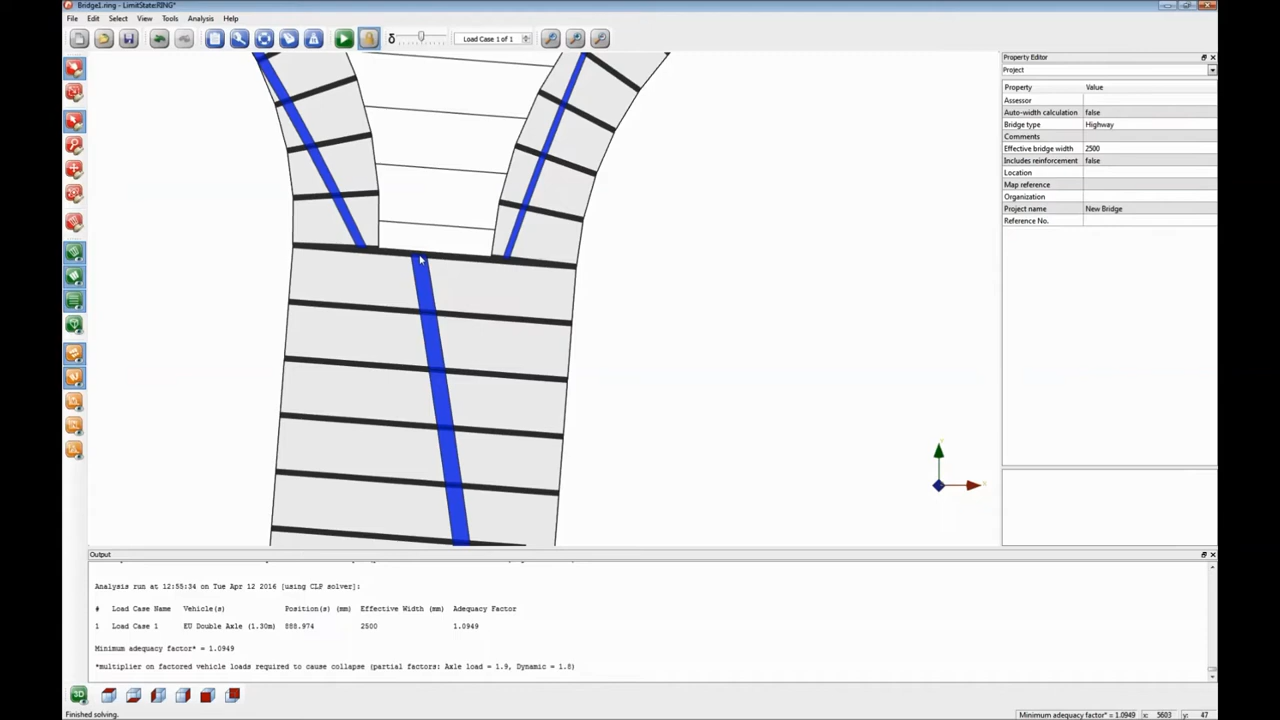 Bridge1.ring - LimitState:RING*
File Edit Select View Tools Analysis Help
δ Load Case 1 of 1
Property Editor
Project
Property Value
Assessor
Auto-width calculation false
Bridge type Highway
Comments
Effective bridge width 2500
Includes reinforcement false
Location
Map reference
Organization
Project name New Bridge
Reference No.
Output
Analysis run at 12:55:34 on Tue Apr 12 2016 [using CLP solver]:
# Load Case Name Vehicle(s) Position(s) (mm) Effective Width (mm) Adequacy Factor
1 Load Case 1 EU Double Axle (1.30m) 888.974 2500 1.0949
Minimum adequacy factor* = 1.0949
*multiplier on factored vehicle loads required to cause collapse (partial factors: Axle load = 1.9, Dynamic = 1.8)
3D
Finished solving.
Minimum adequacy factor* = 1.0949 x: 5603 y: 47